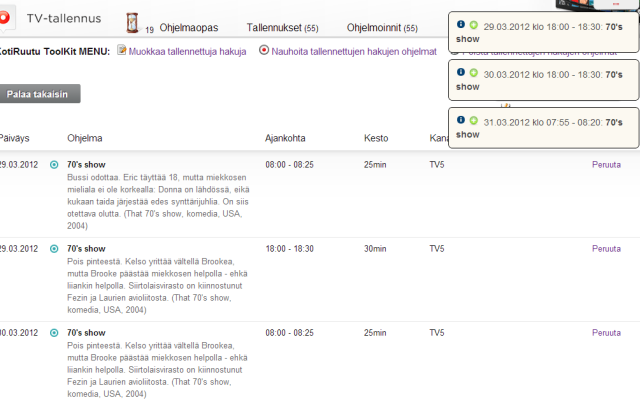 TV-tallennus
19 Ohjelmaopas Tallennukset (55) Ohjelmoinnit (55)
KotiRuutu ToolKit MENU: Muokkaa tallennettuja hakuja Nauhoita tallennettujen hakujen ohjelmat Poista tallennettujen hakujen ohjelmat
29.03.2012 klo 18:00 - 18:30: 70's
show
30.03.2012 klo 18:00 - 18:30: 70's
show
31.03.2012 klo 07:55 - 08:20: 70's
show
Palaa takaisin
Päiväys Ohjelma Ajankohta Kesto Kana
29.03.2012 70's show 08:00 - 08:25 25min TV5 Peruuta
Bussi odottaa. Eric täyttää 18, mutta miekkosen
mieliala ei ole korkealla: Donna on lähdössä, eikä
kukaan taida järjestää edes synttärijuhlia. On siis
otettava olutta. (That 70's show, komedia, USA,
2004)
29.03.2012 70's show 18:00 - 18:30 30min TV5 Peruuta
Pois pinteestä. Kelso yrittää vältellä Brookea,
mutta Brooke päästää miekkosen helpolla - ehkä
liiankin helpolla. Siirtolaisvirasto on kiinnostunut
Fezin ja Laurien avioliitosta. (That 70's show,
komedia, USA, 2004)
30.03.2012 70's show 08:00 - 08:25 25min TV5 Peruuta
Pois pinteestä. Kelso yrittää vältellä Brookea,
mutta Brooke päästää miekkosen helpolla - ehkä
liiankin helpolla. Siirtolaisvirasto on kiinnostunut
Fezin ja Laurien avioliitosta. (That 70's show,
komedia, USA, 2004)